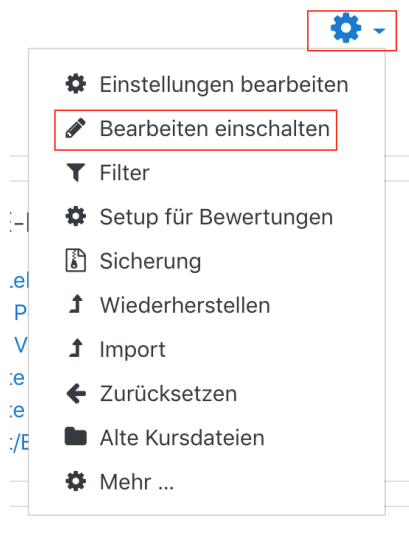 Einstellungen bearbeiten
Bearbeiten einschalten
Filter
Setup für Bewertungen
Sicherung
Wiederherstellen
Import
Zurücksetzen
Alte Kursdateien
Mehr ...